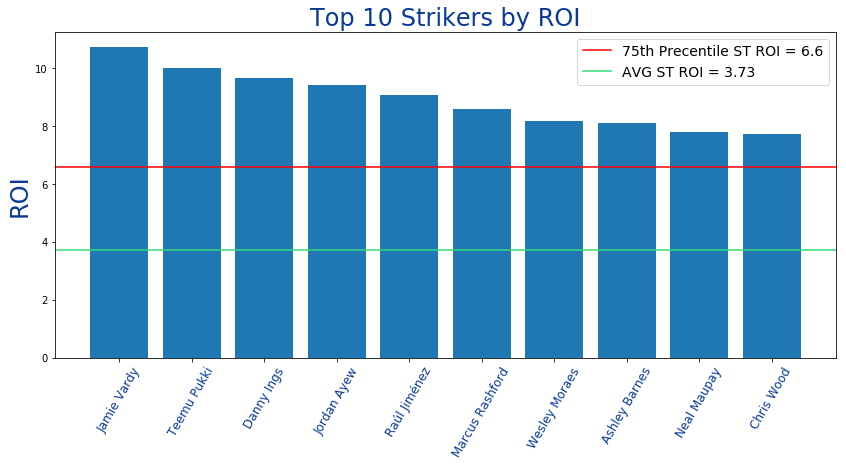 Top 10 Strikers by ROI
75th Precentile ST ROI = 6.6
AVG ST ROI = 3.73
ROI
10
8
6
4
2
0
Jamie Vardy
Teemu Pukki
Danny Ings
Jordan Ayew
Raúl Jiménez
Marcus Rashford
Wesley Moraes
Ashley Barnes
Neal Maupay
Chris Wood